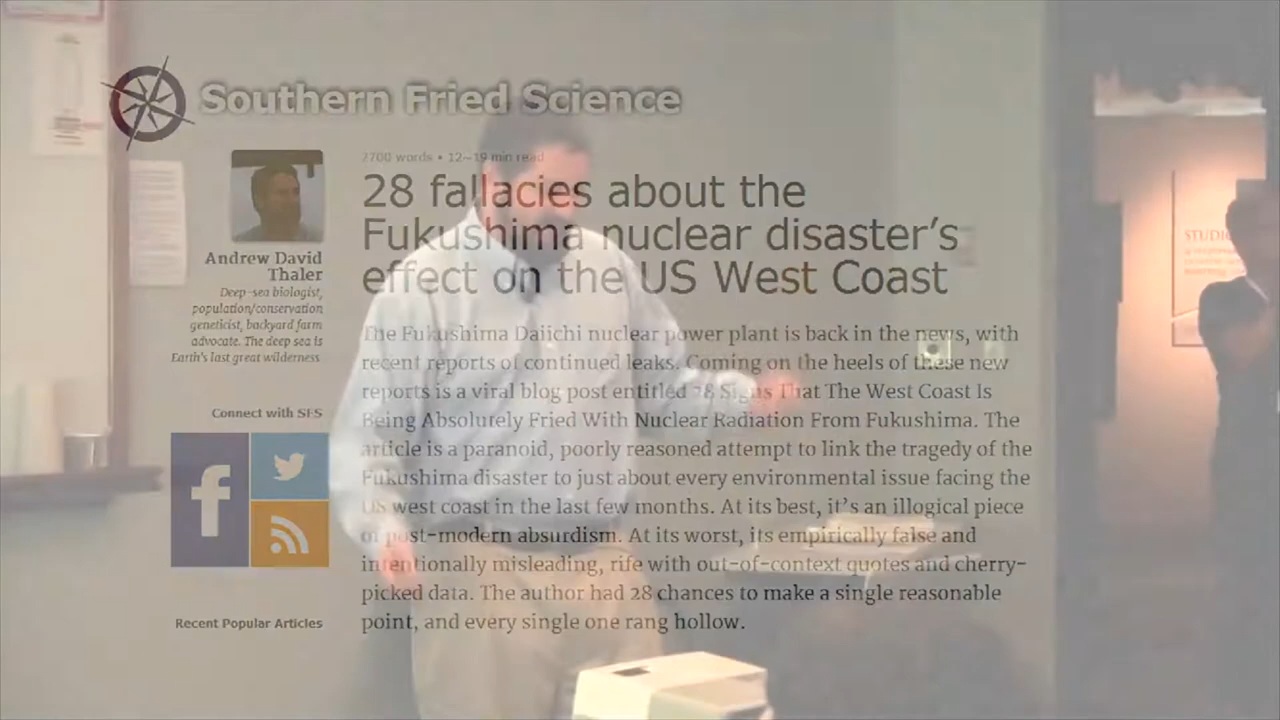 Southern Fried Science
2700 words • 12–19 min read
28 fallacies about the
Fukushima nuclear disaster's
effect on the US West Coast
Andrew David
Thaler
Deep-sea biologist,
population/conservation
geneticist, backyard farm
advocate. The deep sea is
Earth's last great wilderness
The Fukushima Daiichi nuclear power plant is back in the news, with
recent reports of continued leaks. Coming on the heels of these new
reports is a viral blog post entitled 28 Signs That The West Coast Is
Being Absolutely Fried With Nuclear Radiation From Fukushima. The
article is a paranoid, poorly reasoned attempt to link the tragedy of the
Fukushima disaster to just about every environmental issue facing the
US west coast in the last few months. At its best, it's an illogical piece
of post-modern absurdism. At its worst, its empirically false and
intentionally misleading, rife with out-of-context quotes and cherry-
picked data. The author had 28 chances to make a single reasonable
point, and every single one rang hollow.
Connect with SFS
Recent Popular Articles
STUDIO